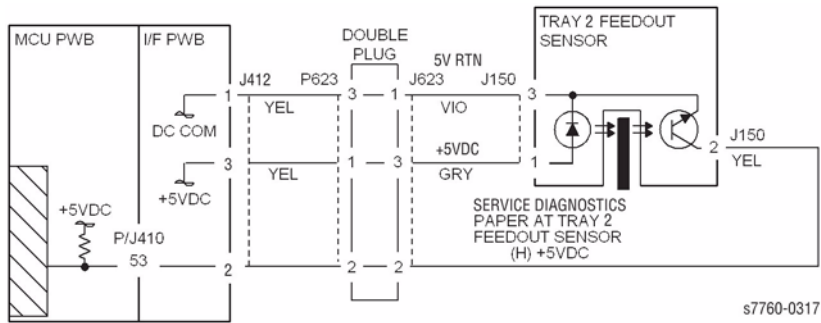 TRAY 2 FEEDOUT
SENSOR
MCU PWB
I/F PWB
DOUBLE
PLUG
5V RTN
J412
P623
J623
J150
1
3
1
3
YEL
VIO
DC COM
+5VDC
3
1
3
1
2
J150
YEL
YEL
GRY
+5VDC
+5VDC
SERVICE DIAGNOSTICS
PAPER AT TRAY 2
FEEDOUT SENSOR
(H) +5VDC
P/J410
53
2
2
2
s7760-0317